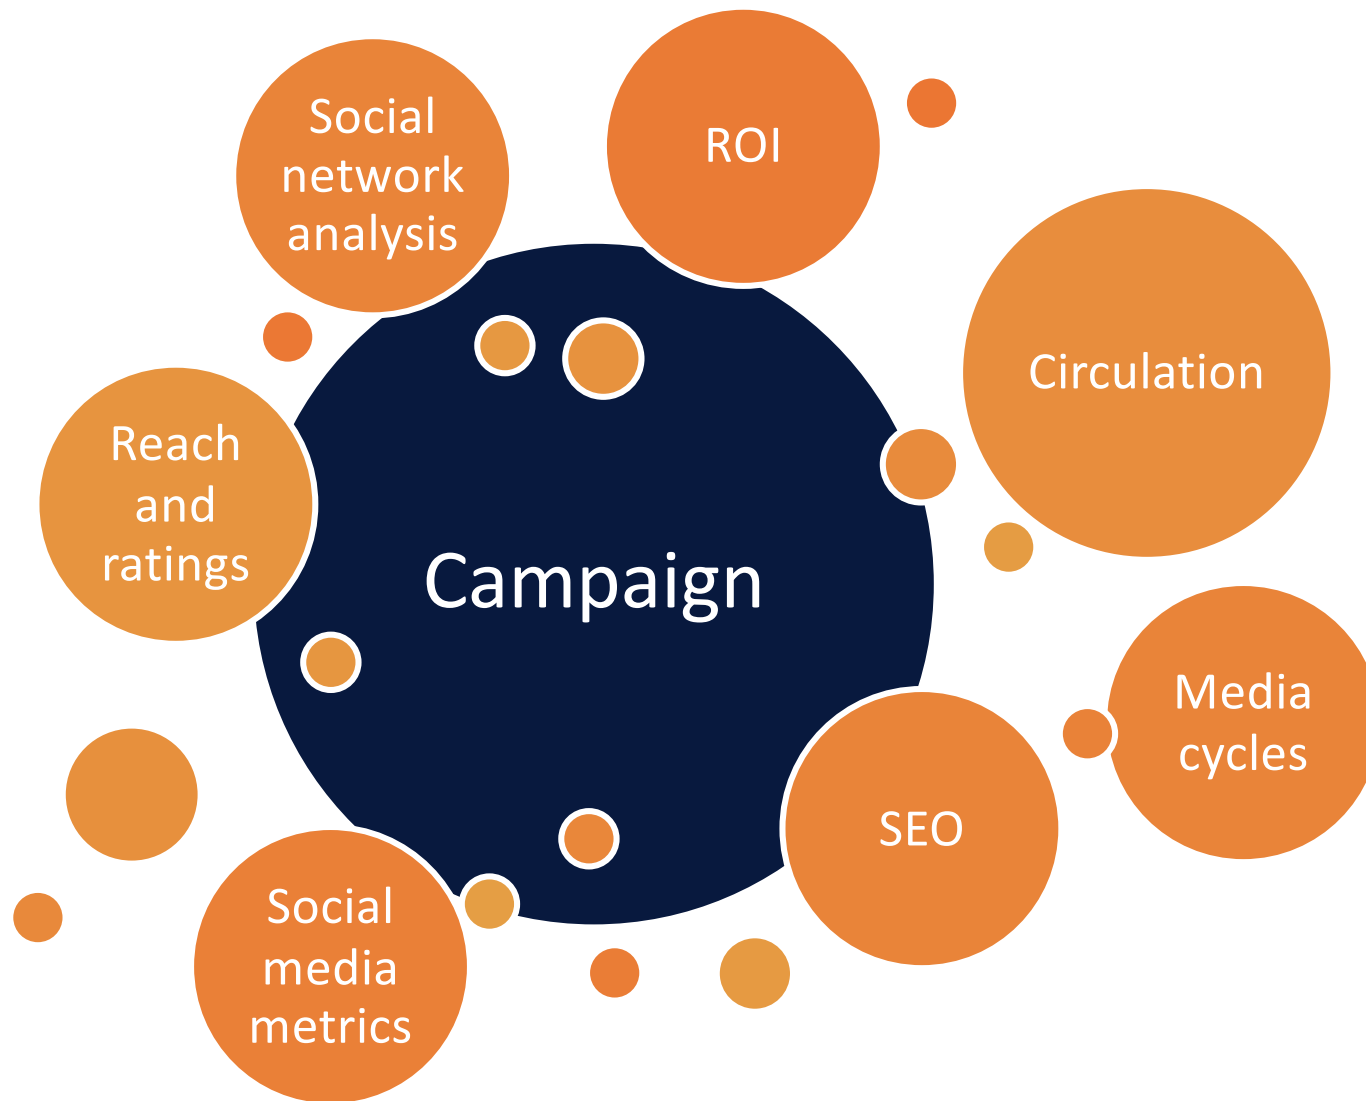 Social
network
analysis
ROI
Circulation
Reach
and
ratings
Campaign
Media
cycles
SEO
Social
media
metrics